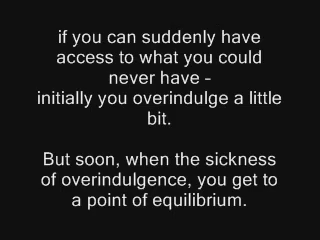 if you can suddenly have
access to what you could
never have –
initially you overindulge a little
bit.
But soon, when the sickness
of overindulgence, you get to
a point of equilibrium.